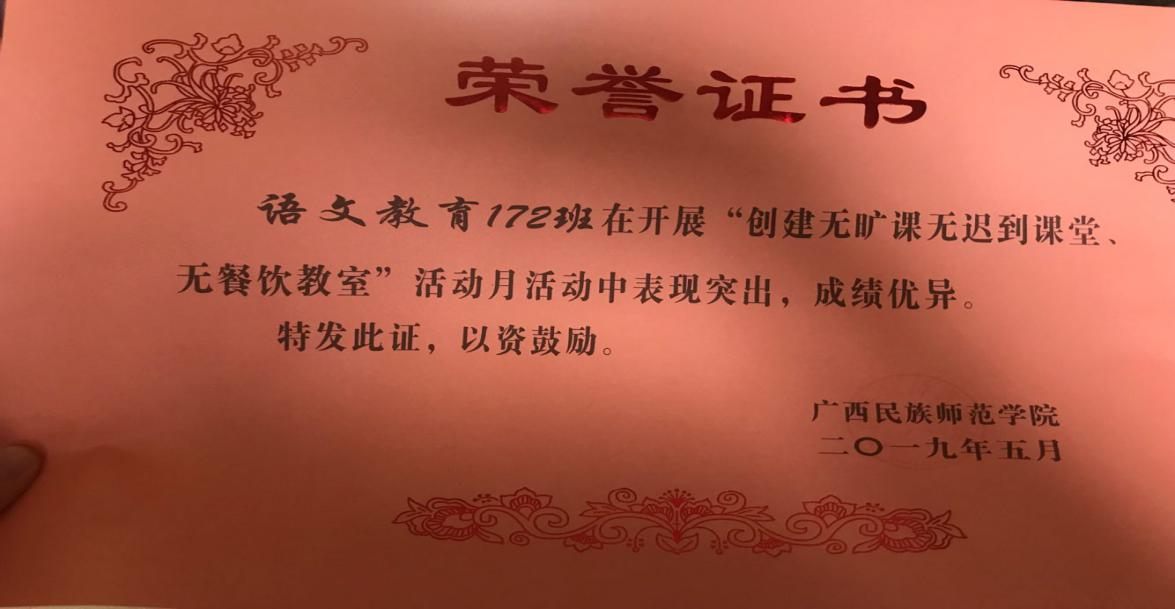 荣誉证书
语文教育172班在开展“创建无旷课无迟到课堂、
无餐饮教室”活动月活动中表现突出，成绩优异。
特发此证，以资鼓励。
广西民族师范学院
二〇一九年五月